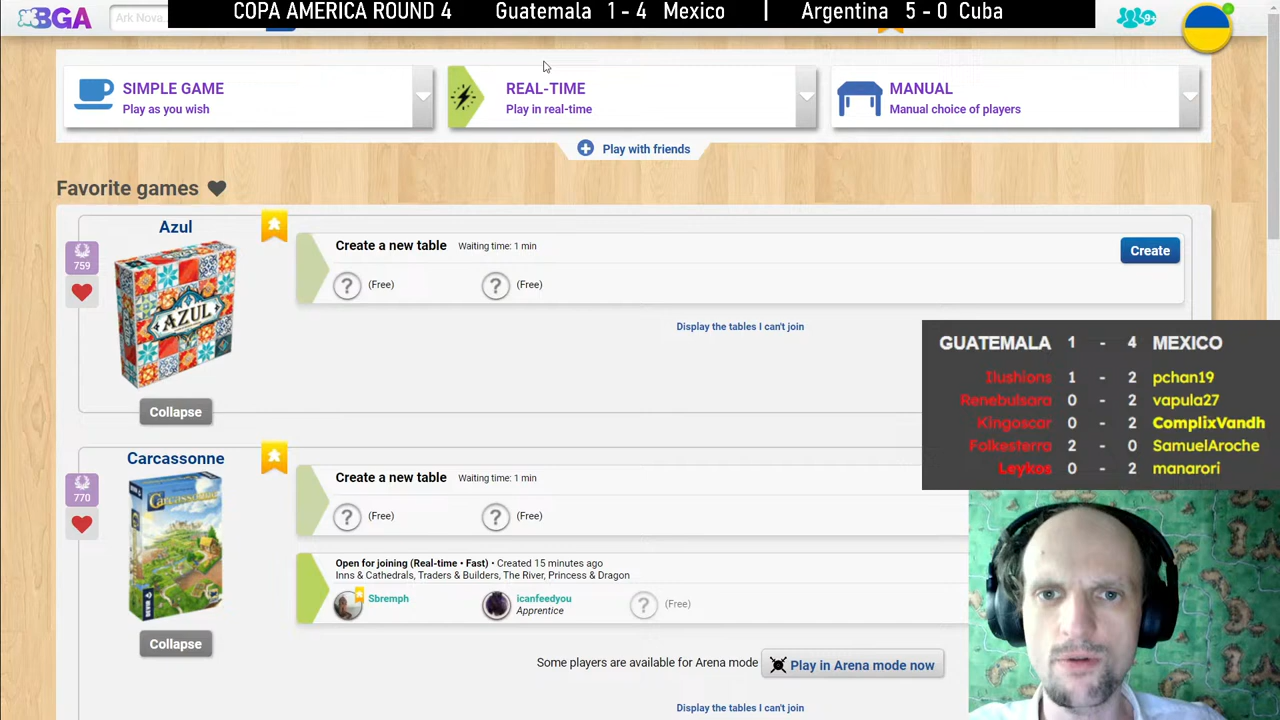 COPA AMERICA ROUND 4 Guatemala 1 - 4 Mexico | Argentina 5 - 0 Cuba
BGA
Ark Nova...
9+
SIMPLE GAME
Play as you wish
REAL-TIME
Play in real-time
MANUAL
Manual choice of players
Play with friends
Favorite games
Azul
759
AZUL
Collapse
Create a new table Waiting time: 1 min
Create
? (Free) ? (Free)
Display the tables I can't join
GUATEMALA 1 - 4 MEXICO
Ilushions 1 - 2 pchan19
Renebulsara 0 - 2 vapula27
Kingoscar 0 - 2 ComplixVandh
Folkesterra 2 - 0 SamuelAroche
Leykos 0 - 2 manarori
Carcassonne
770
Carcassonne
Collapse
Create a new table Waiting time: 1 min
? (Free) ? (Free)
Open for joining (Real-time • Fast) • Created 15 minutes ago
Inns & Cathedrals, Traders & Builders, The River, Princess & Dragon
Sbremph icanfeedyou ? (Free)
Apprentice
Some players are available for Arena mode Play in Arena mode now
Display the tables I can't join